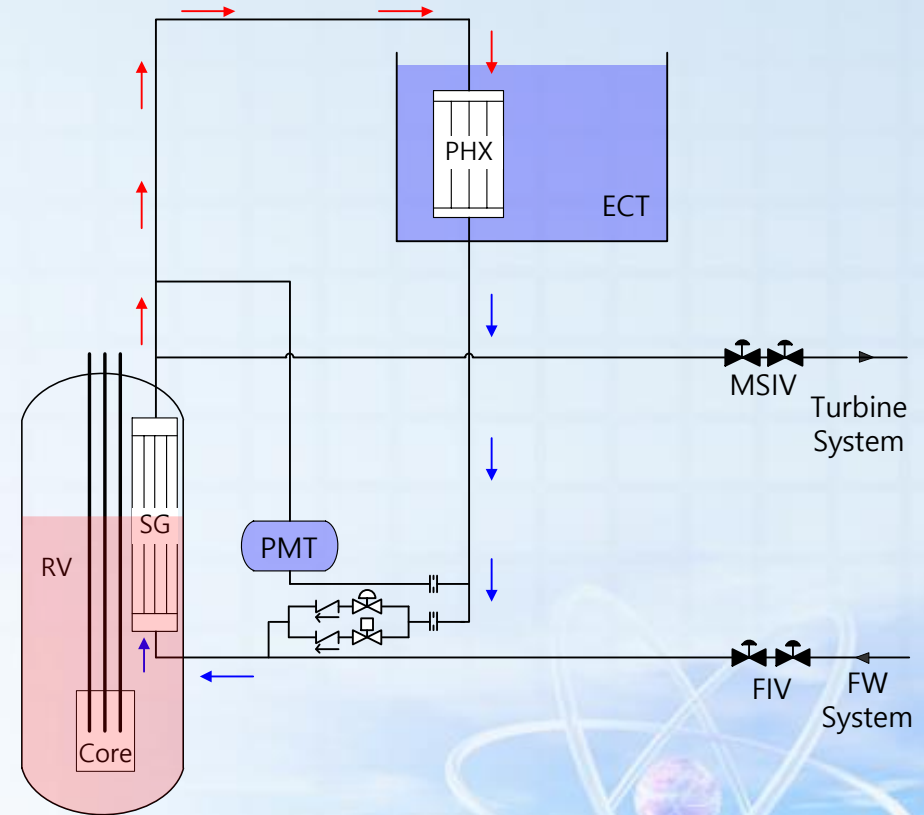 PHX
ECT
MSIV
Turbine
System
SG
PMT
RV
FIV
FW
System
Core